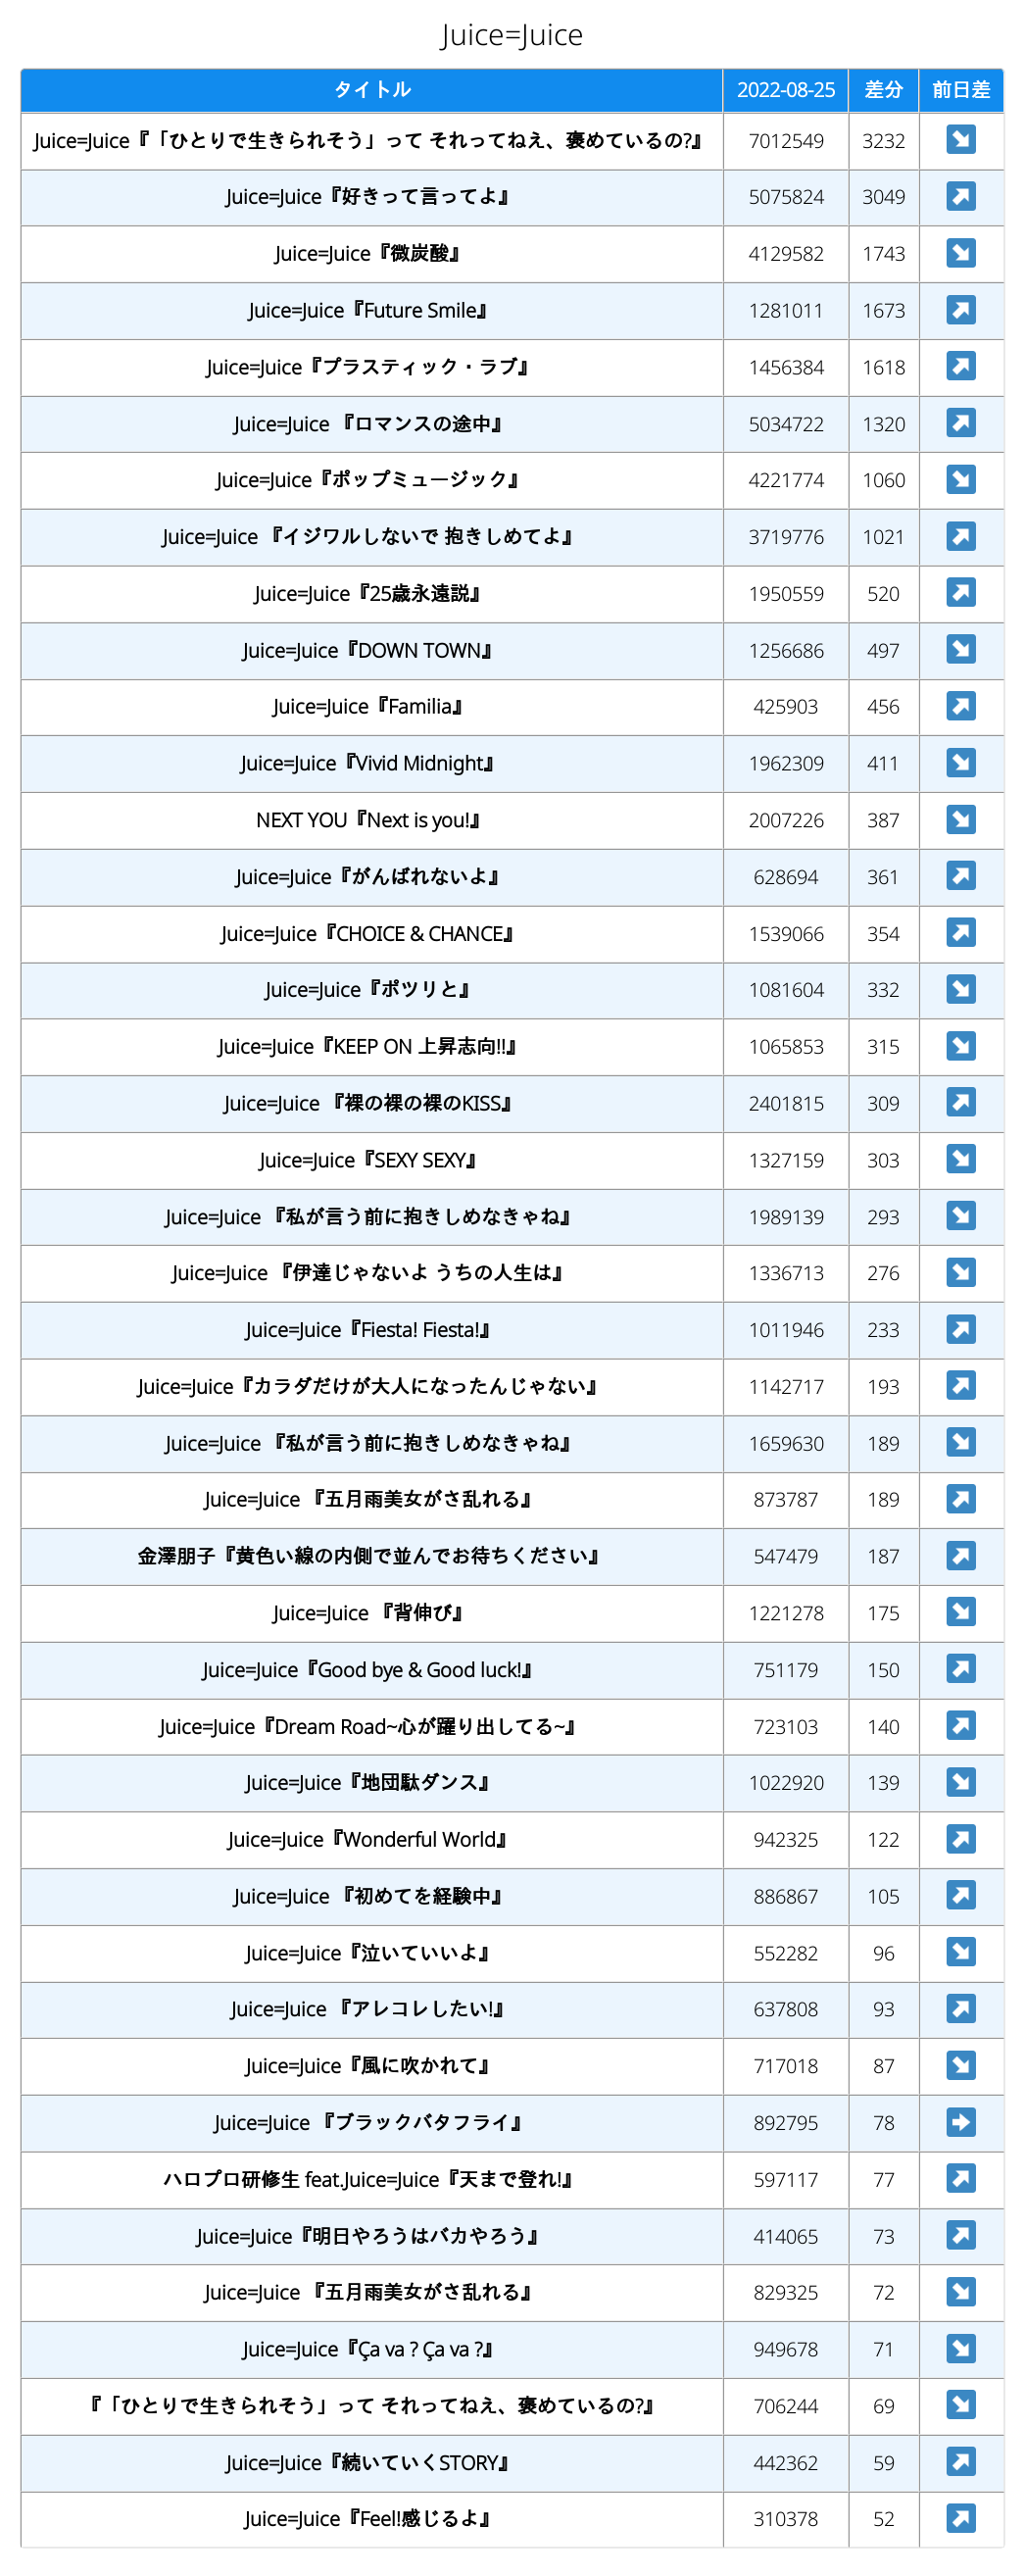 Juice=Juice
タイトル 2022-08-25 差分 前日差
Juice=Juice『「ひとりで生きられそう」って それってねえ、褒めているの?』 7012549 3232 ↘
Juice=Juice『好きって言ってよ』 5075824 3049 ↗
Juice=Juice『微炭酸』 4129582 1743 ↘
Juice=Juice『Future Smile』 1281011 1673 ↗
Juice=Juice『プラスティック・ラブ』 1456384 1618 ↗
Juice=Juice 『ロマンスの途中』 5034722 1320 ↗
Juice=Juice『ポップミュージック』 4221774 1060 ↘
Juice=Juice 『イジワルしないで 抱きしめてよ』 3719776 1021 ↗
Juice=Juice『25歳永遠説』 1950559 520 ↗
Juice=Juice『DOWN TOWN』 1256686 497 ↘
Juice=Juice『Familia』 425903 456 ↗
Juice=Juice『Vivid Midnight』 1962309 411 ↘
NEXT YOU『Next is you!』 2007226 387 ↘
Juice=Juice『がんばれないよ』 628694 361 ↗
Juice=Juice『CHOICE & CHANCE』 1539066 354 ↗
Juice=Juice『ポツリと』 1081604 332 ↘
Juice=Juice『KEEP ON 上昇志向!!』 1065853 315 ↘
Juice=Juice 『裸の裸の裸のKISS』 2401815 309 ↗
Juice=Juice『SEXY SEXY』 1327159 303 ↘
Juice=Juice 『私が言う前に抱きしめなきゃね』 1989139 293 ↘
Juice=Juice 『伊達じゃないよ うちの人生は』 1336713 276 ↘
Juice=Juice『Fiesta! Fiesta!』 1011946 233 ↗
Juice=Juice『カラダだけが大人になったんじゃない』 1142717 193 ↗
Juice=Juice 『私が言う前に抱きしめなきゃね』 1659630 189 ↘
Juice=Juice 『五月雨美女がさ乱れる』 873787 189 ↗
金澤朋子『黄色い線の内側で並んでお待ちください』 547479 187 ↗
Juice=Juice 『背伸び』 1221278 175 ↘
Juice=Juice『Good bye & Good luck!』 751179 150 ↗
Juice=Juice『Dream Road~心が躍り出してる~』 723103 140 ↗
Juice=Juice『地団駄ダンス』 1022920 139 ↘
Juice=Juice『Wonderful World』 942325 122 ↗
Juice=Juice 『初めてを経験中』 886867 105 ↗
Juice=Juice『泣いていいよ』 552282 96 ↘
Juice=Juice 『アレコレしたい!』 637808 93 ↗
Juice=Juice『風に吹かれて』 717018 87 ↘
Juice=Juice 『ブラックバタフライ』 892795 78 ➡
ハロプロ研修生 feat.Juice=Juice『天まで登れ!』 597117 77 ↗
Juice=Juice『明日やろうはバカやろう』 414065 73 ↗
Juice=Juice 『五月雨美女がさ乱れる』 829325 72 ↘
Juice=Juice『Ça va ? Ça va ?』 949678 71 ↘
『「ひとりで生きられそう」って それってねえ、褒めているの?』 706244 69 ↘
Juice=Juice『続いていくSTORY』 442362 59 ↗
Juice=Juice『Feel!感じるよ』 310378 52 ↗